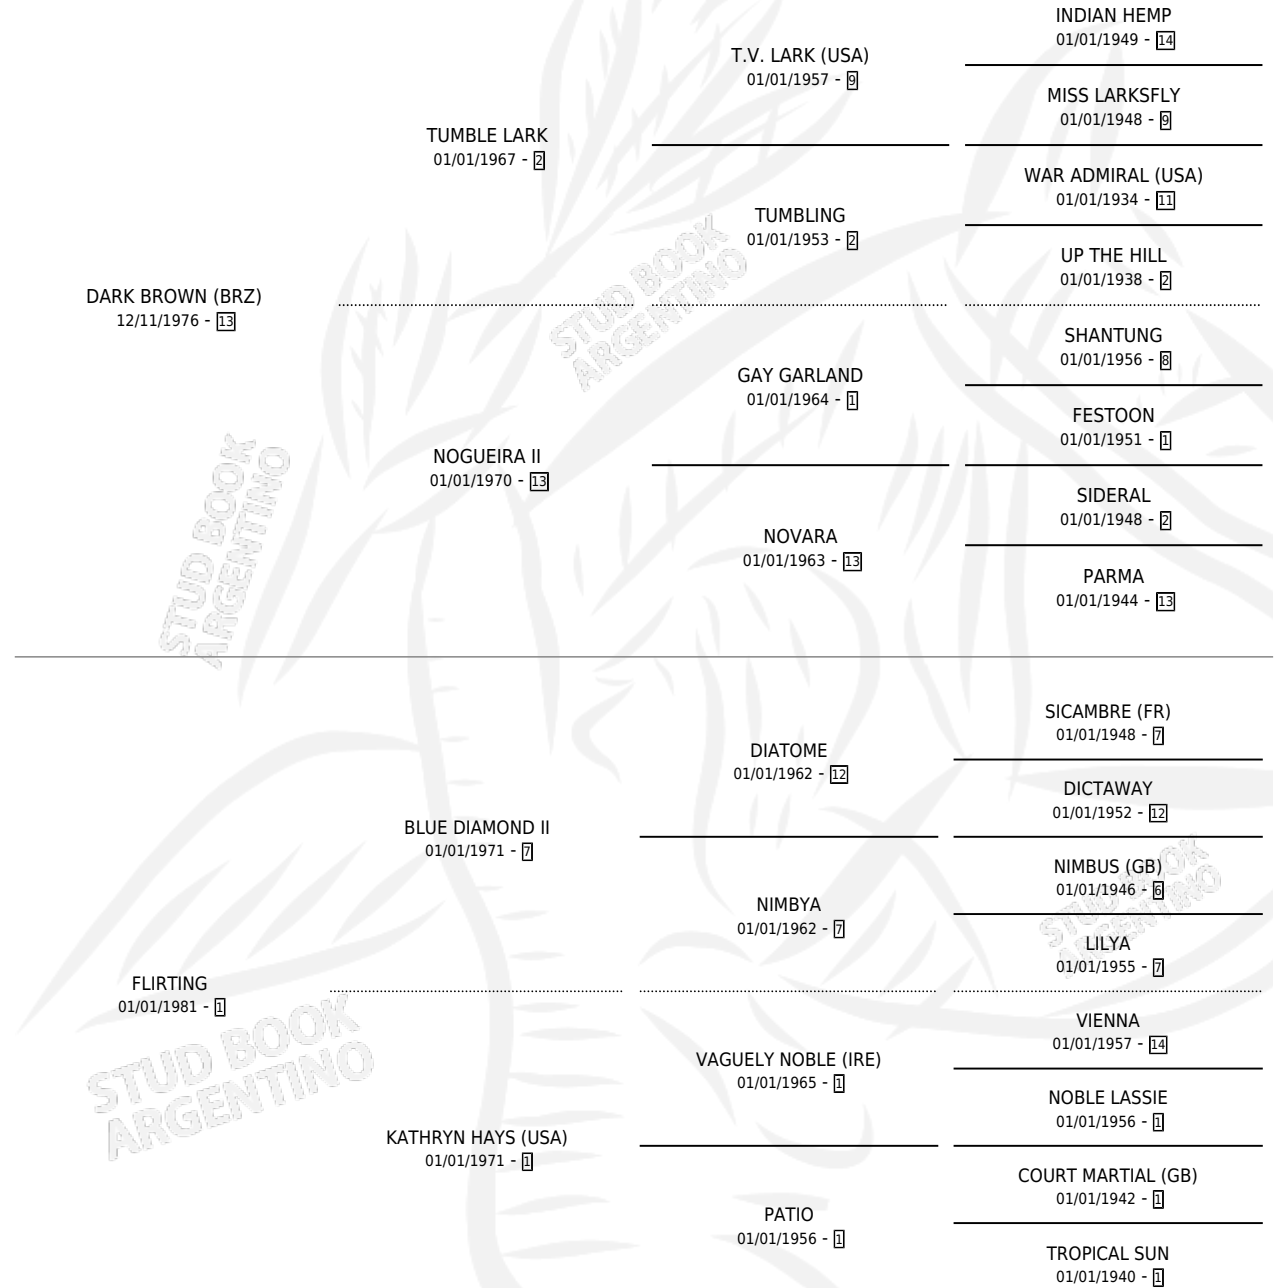 INDIAN HEMP
01/01/1949 - 14
T.V. LARK (USA)
01/01/1957 - 9
MISS LARKSFLY
01/01/1948 - 9
TUMBLE LARK
01/01/1967 - 2
WAR ADMIRAL (USA)
01/01/1934 - 11
TUMBLING
01/01/1953 - 2
UP THE HILL
01/01/1938 - 2
DARK BROWN (BRZ)
12/11/1976 - 13
SHANTUNG
01/01/1956 - 8
GAY GARLAND
01/01/1964 - 1
FESTOON
01/01/1951 - 1
NOGUEIRA II
01/01/1970 - 13
SIDERAL
01/01/1948 - 2
NOVARA
01/01/1963 - 13
PARMA
01/01/1944 - 13
SICAMBRE (FR)
01/01/1948 - 7
DIATOME
01/01/1962 - 12
DICTAWAY
01/01/1952 - 12
BLUE DIAMOND II
01/01/1971 - 7
NIMBUS (GB)
01/01/1946 - 6
NIMBYA
01/01/1962 - 7
LILYA
01/01/1955 - 7
FLIRTING
01/01/1981 - 1
VIENNA
01/01/1957 - 14
VAGUELY NOBLE (IRE)
01/01/1965 - 1
NOBLE LASSIE
01/01/1956 - 1
KATHRYN HAYS (USA)
01/01/1971 - 1
COURT MARTIAL (GB)
01/01/1942 - 1
PATIO
01/01/1956 - 1
TROPICAL SUN
01/01/1940 - 1
STUD BOOK
ARGENTINO
STUD BOOK
ARGENTINO
STUD BOOK
ARGENTINO
STUD BOOK
ARGENTINO